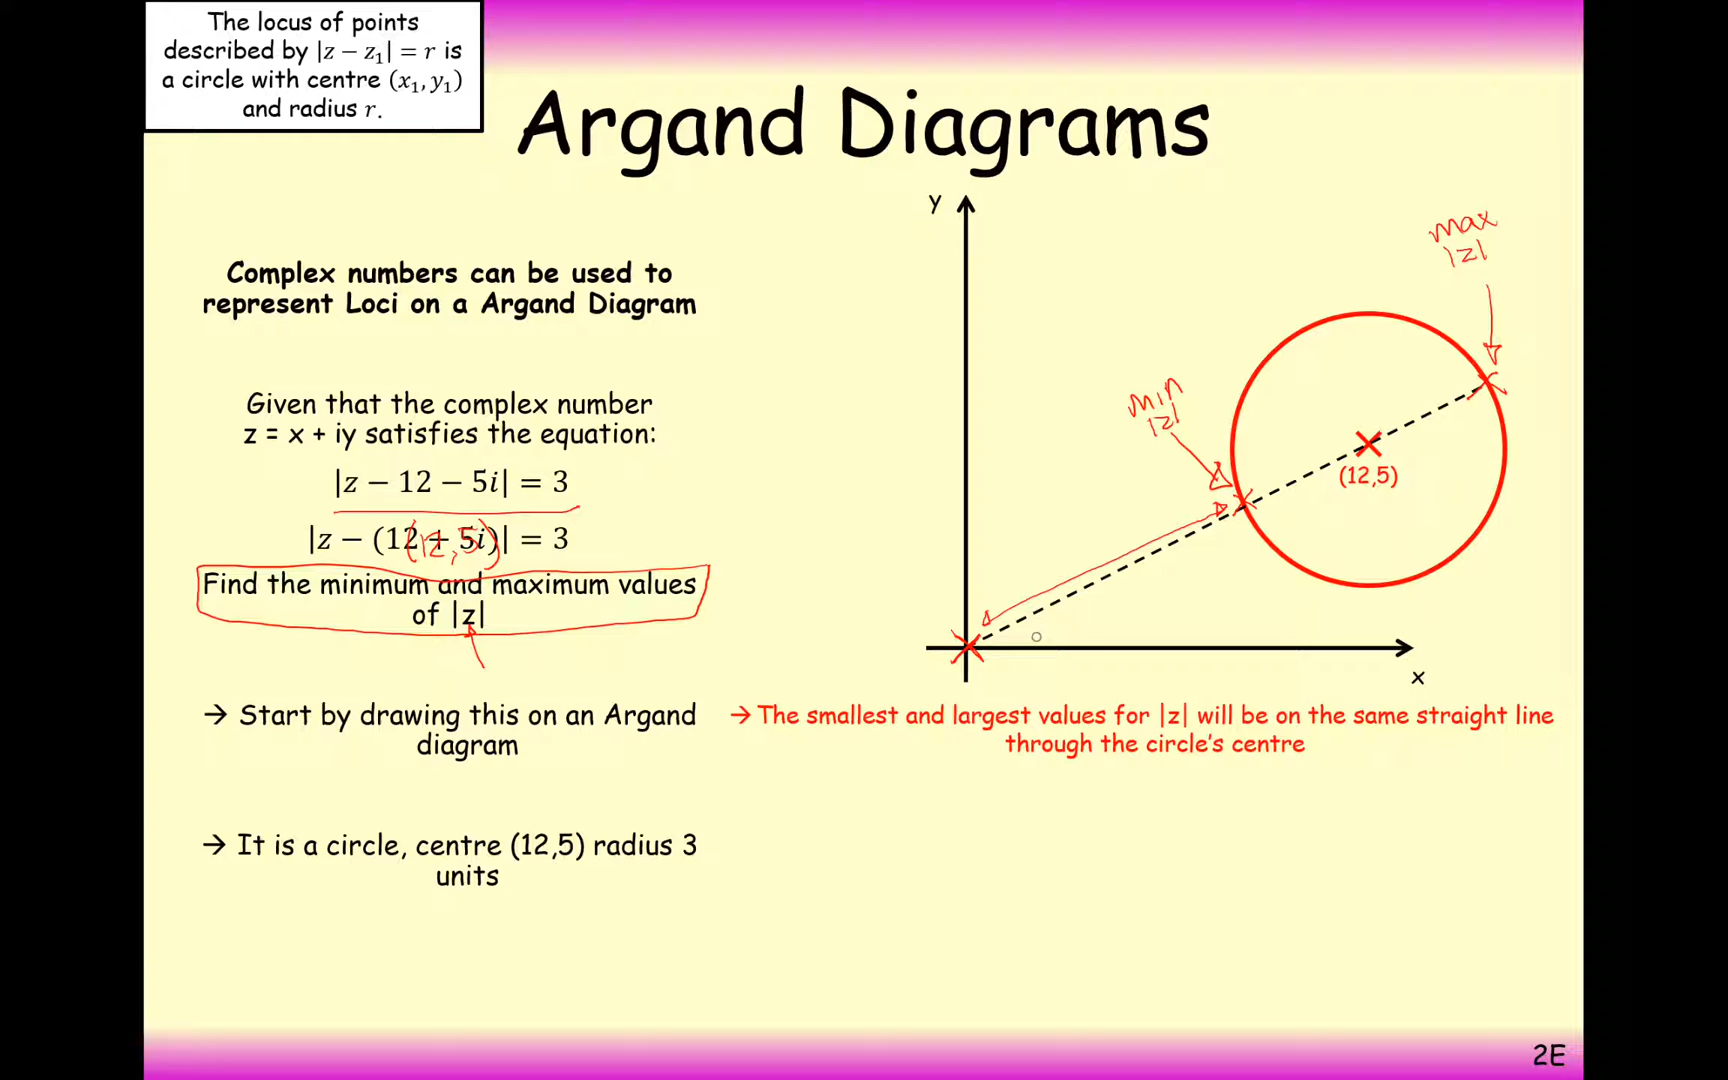 The locus of points
described by |z − z₁| = r is
a circle with centre (x₁, y₁)
and radius r.
Argand Diagrams
Complex numbers can be used to
represent Loci on a Argand Diagram
Given that the complex number
z = x + iy satisfies the equation:
|z − 12 − 5i| = 3
|z − (12 + 5i)| = 3
(12, 5)
Find the minimum and maximum values
of |z|
→ Start by drawing this on an Argand
diagram
→ It is a circle, centre (12,5) radius 3
units
y
max
|z|
min
|z|
(12,5)
x
→ The smallest and largest values for |z| will be on the same straight line
through the circle's centre
2E